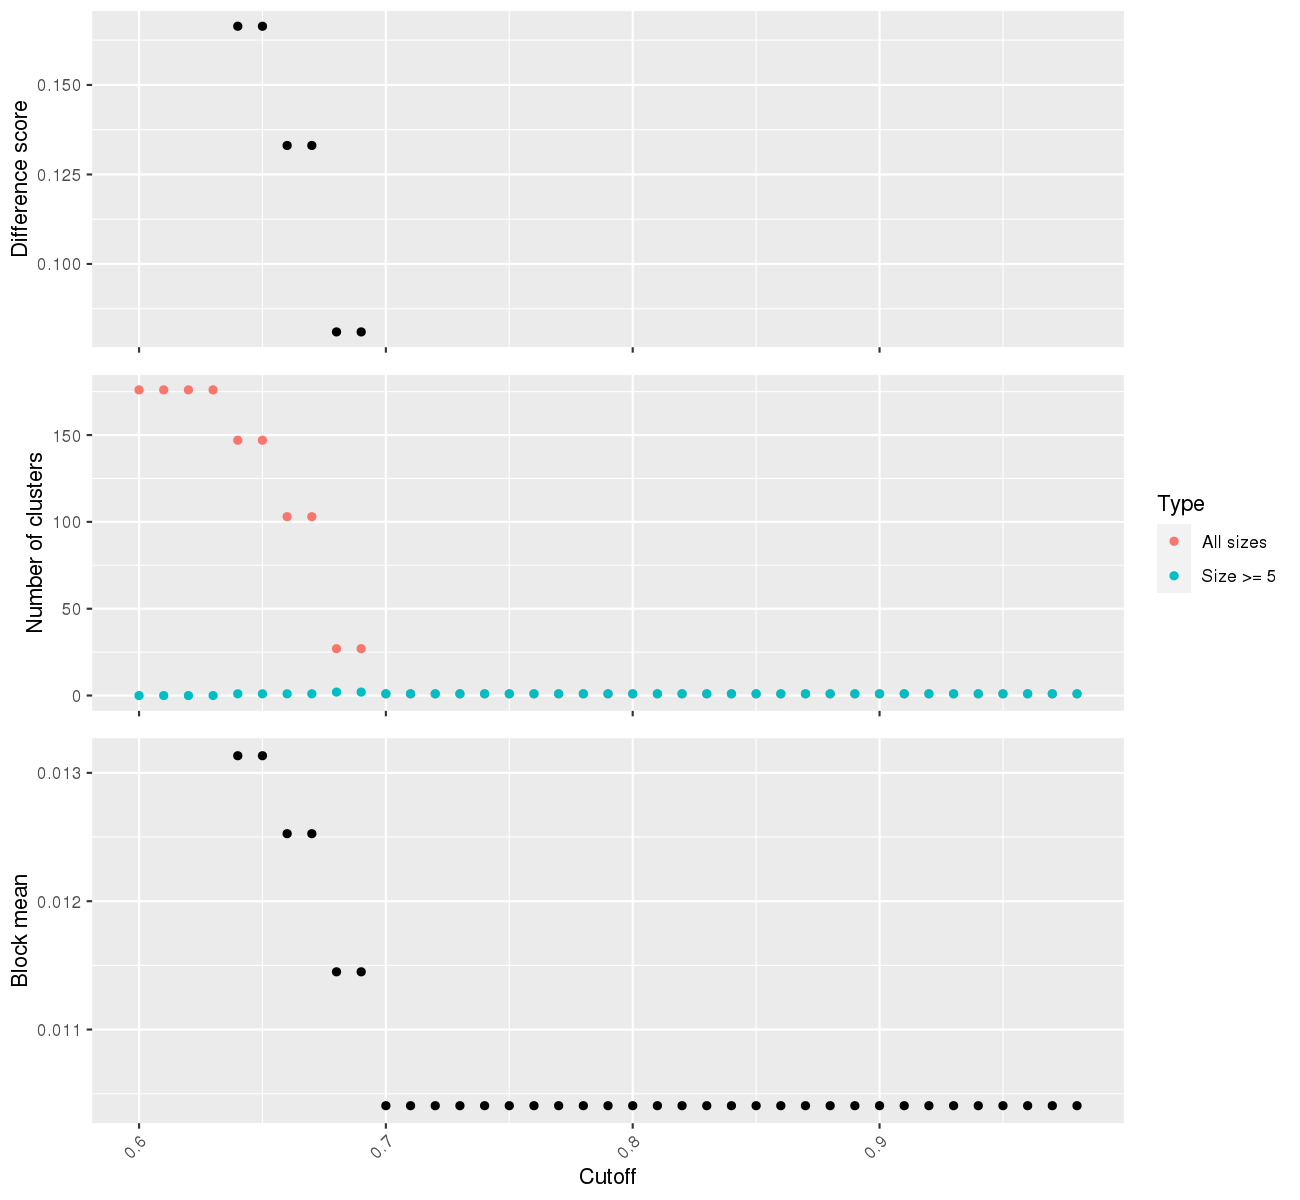 Difference score
0.150
0.125
0.100
Number of clusters
150
100
50
0
Type
All sizes
Size >= 5
Block mean
0.013
0.012
0.011
0.6
0.7
0.8
0.9
Cutoff